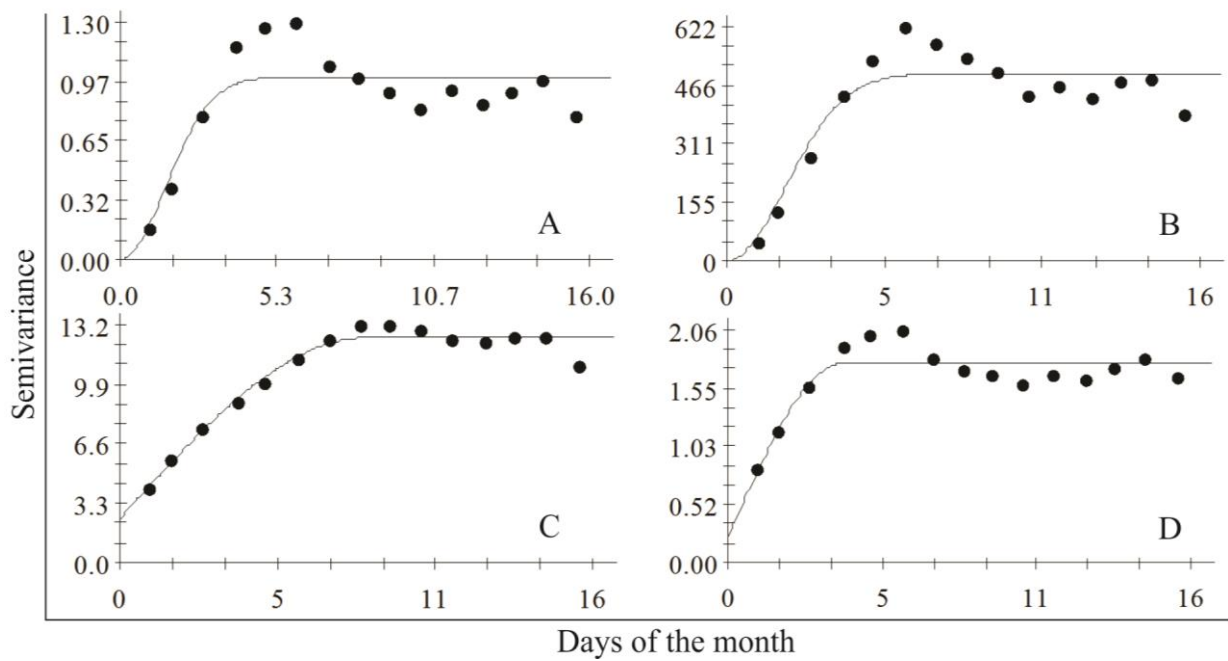 Semivariance
1.30
0.97
0.65
0.32
0.00
A
0.0 5.3 10.7 16.0
622
466
311
155
0
B
0 5 11 16
13.2
9.9
6.6
3.3
0.0
C
0 5 11 16
2.06
1.55
1.03
0.52
0.00
D
0 5 11 16
Days of the month